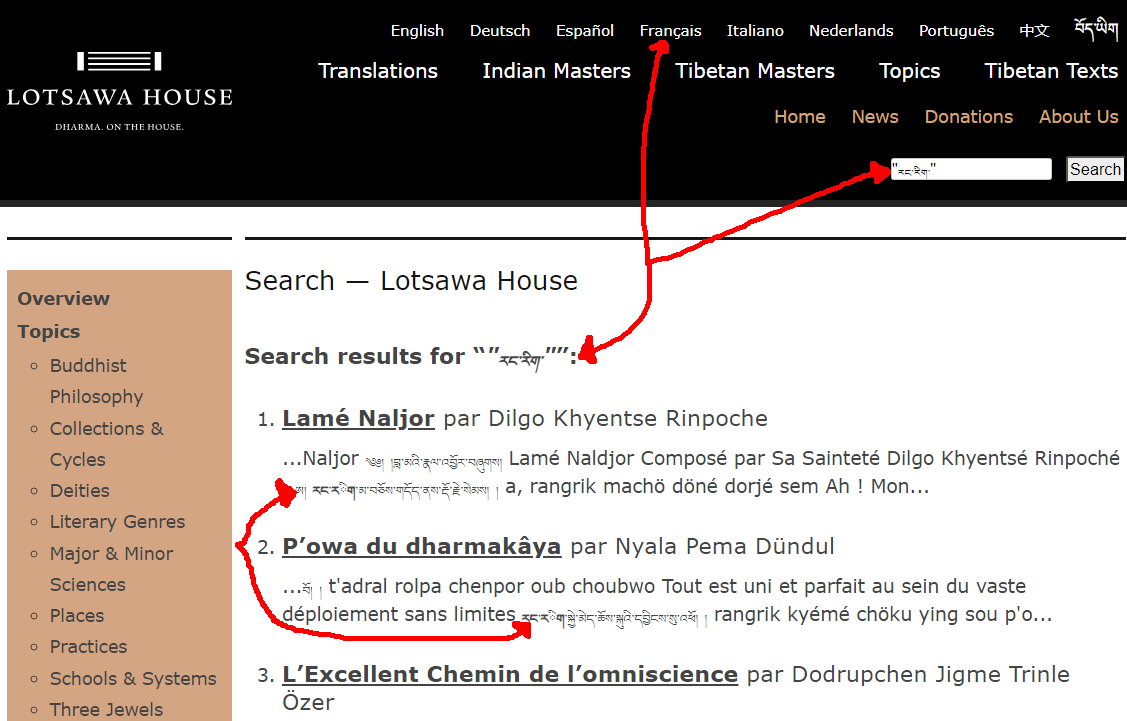 English Deutsch Español Français Italiano Nederlands Português 中文 བོད་ཡིག
Translations Indian Masters Tibetan Masters Topics Tibetan Texts
LOTSAWA HOUSE
DHARMA. ON THE HOUSE.
Home News Donations About Us
"རང་རིག་" Search
Overview
Topics
Buddhist
Philosophy
Collections &
Cycles
Deities
Literary Genres
Major & Minor
Sciences
Places
Practices
Schools & Systems
Three Jewels
Search — Lotsawa House
Search results for “”རང་རིག་””:
1. Lamé Naljor par Dilgo Khyentse Rinpoche
...Naljor ༄༅། །བླ་མའི་རྣལ་འབྱོར་བཞུགས། Lamé Naldjor Composé par Sa Sainteté Dilgo Khyentsé Rinpoché
ཨ། རང་རིག་མ་བཅོས་གདོད་ནས་རྡོ་རྗེ་སེམས། ། a, rangrik machö döné dorjé sem Ah ! Mon...
2. P’owa du dharmakâya par Nyala Pema Dündul
...བོ། ། t'adral rolpa chenpor oub choubwo Tout est uni et parfait au sein du vaste
déploiement sans limites རང་རིག་སྐྱེ་མེད་ཆོས་སྐུའི་དབྱིངས་སུ་འཕོ། ། rangrik kyémé chöku ying sou p'o...
3. L’Excellent Chemin de l’omniscience par Dodrupchen Jigme Trinle
Özer